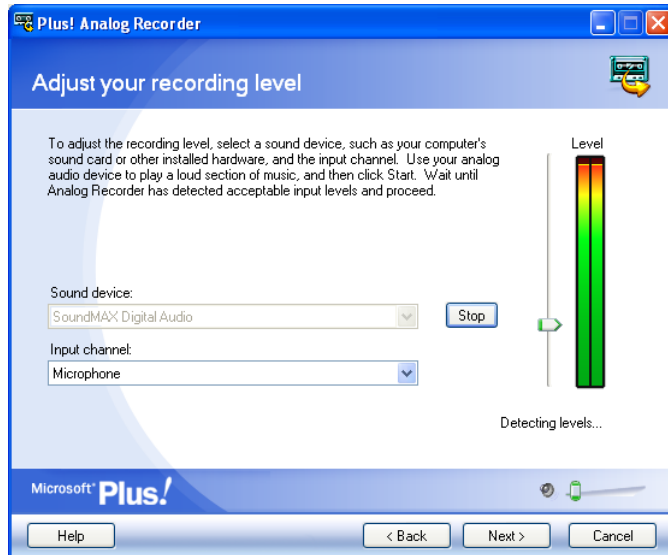 Plus! Analog Recorder
Adjust your recording level
To adjust the recording level, select a sound device, such as your computer's
sound card or other installed hardware, and the input channel.  Use your analog
audio device to play a loud section of music, and then click Start.  Wait until
Analog Recorder has detected acceptable input levels and proceed.
Level
Sound device:
SoundMAX Digital Audio
Stop
Input channel:
Microphone
Detecting levels...
Microsoft® Plus!
Help
< Back
Next >
Cancel